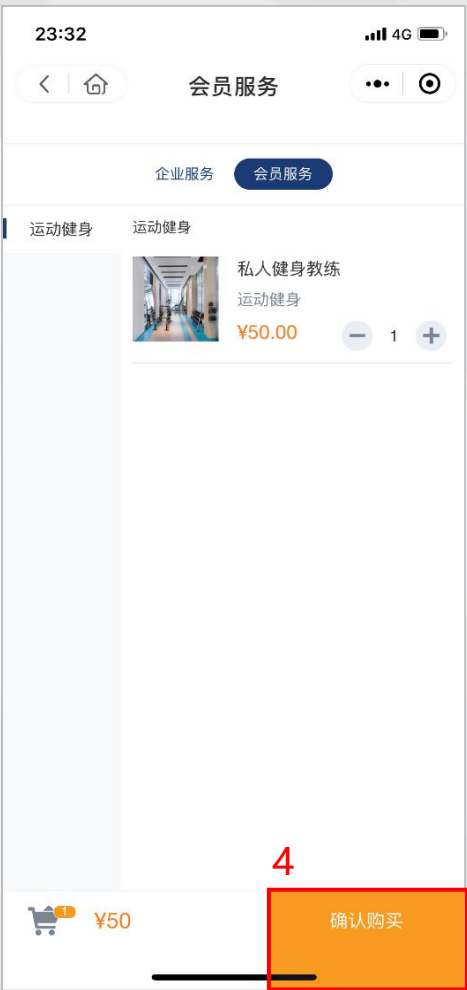 23:32
4G
会员服务
企业服务
会员服务
运动健身
运动健身
私人健身教练
运动健身
¥50.00
1
4
1
¥50
确认购买